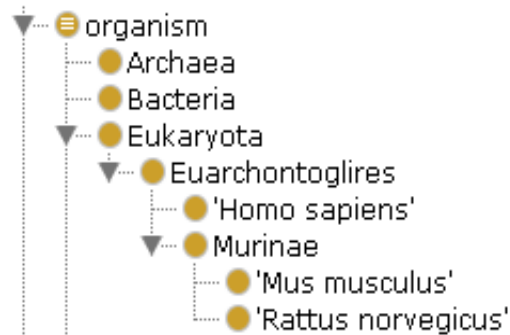 organism
Archaea
Bacteria
Eukaryota
Euarchontoglires
'Homo sapiens'
Murinae
'Mus musculus'
'Rattus norvegicus'